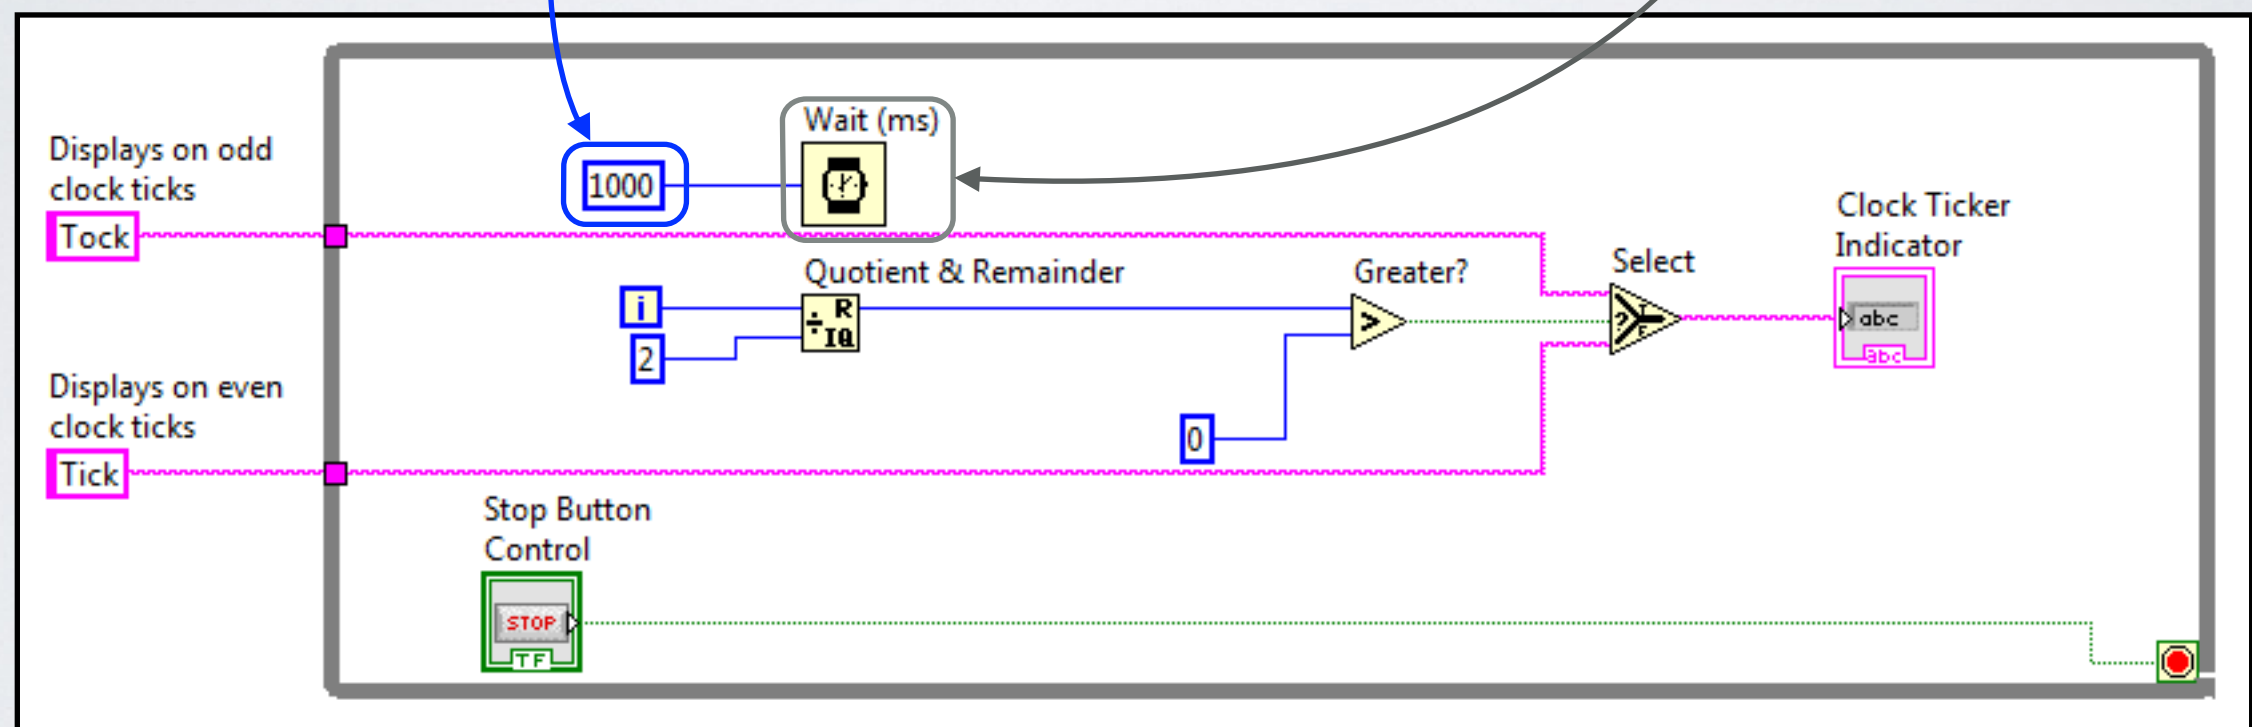 Wait (ms)
Displays on odd
clock ticks
1000
Tock
Clock Ticker
Indicator
Quotient & Remainder
Greater?
Select
i
R
IQ
>
?
T
F
abc
abc
2
Displays on even
clock ticks
0
Tick
Stop Button
Control
STOP
TF